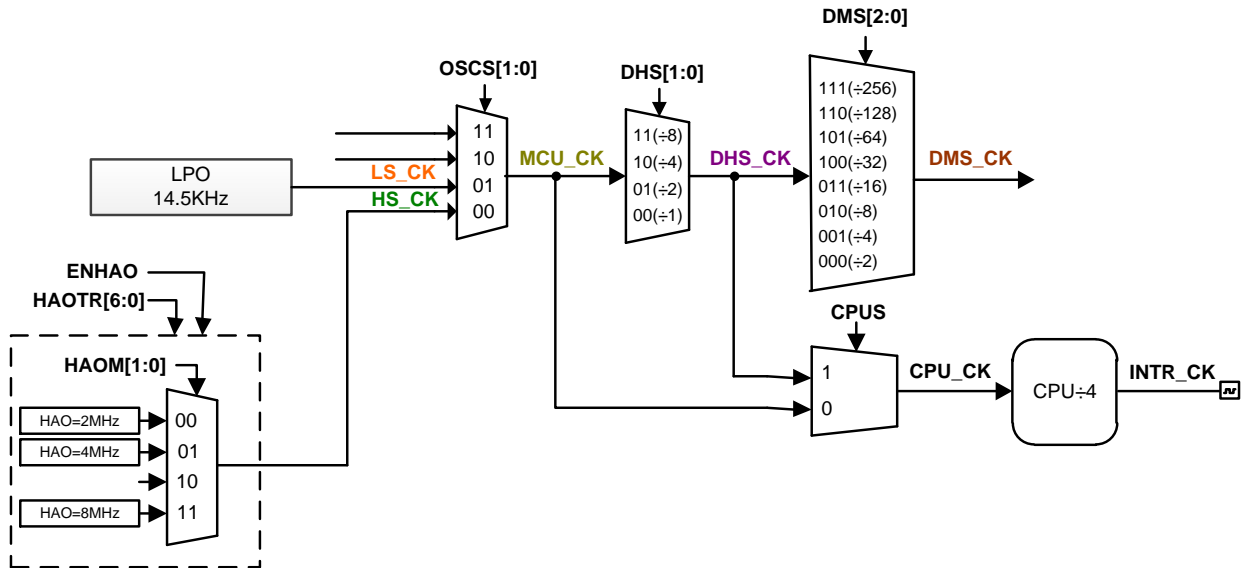 DMS[2:0]
OSCS[1:0]
DHS[1:0]
111(÷256)
110(÷128)
101(÷64)
100(÷32)
011(÷16)
010(÷8)
001(÷4)
000(÷2)
11
10
01
00
11(÷8)
10(÷4)
01(÷2)
00(÷1)
MCU_CK
DHS_CK
DMS_CK
LPO
14.5KHz
LS_CK
HS_CK
ENHAO
HAOTR[6:0]
HAOM[1:0]
HAO=2MHz
HAO=4MHz
HAO=8MHz
00
01
10
11
CPUS
1
0
CPU_CK
CPU÷4
INTR_CK